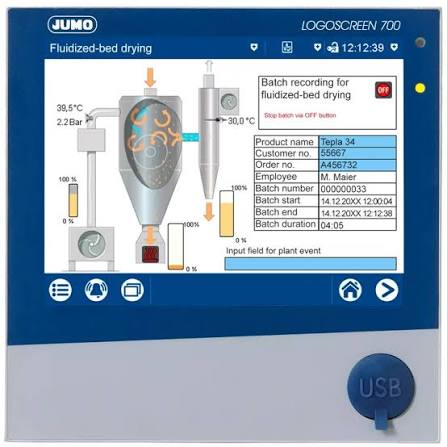 JUMO
LOGOSCREEN 700
Fluidized-bed drying
12:12:39
39,5°C
2.2Bar
30,0 °C
100 %
0 %
100%
0 %
100%
0 %
Batch recording for
fluidized-bed drying
OFF
Stop batch via OFF button
Product name Tepla 34
Customer no. 55667
Order no. A456732
Employee M. Maier
Batch number 000000033
Batch start 14.12.20XX 12:00:04
Batch end 14.12.20XX 12:12:38
Batch duration 04:05
Input field for plant event
USB